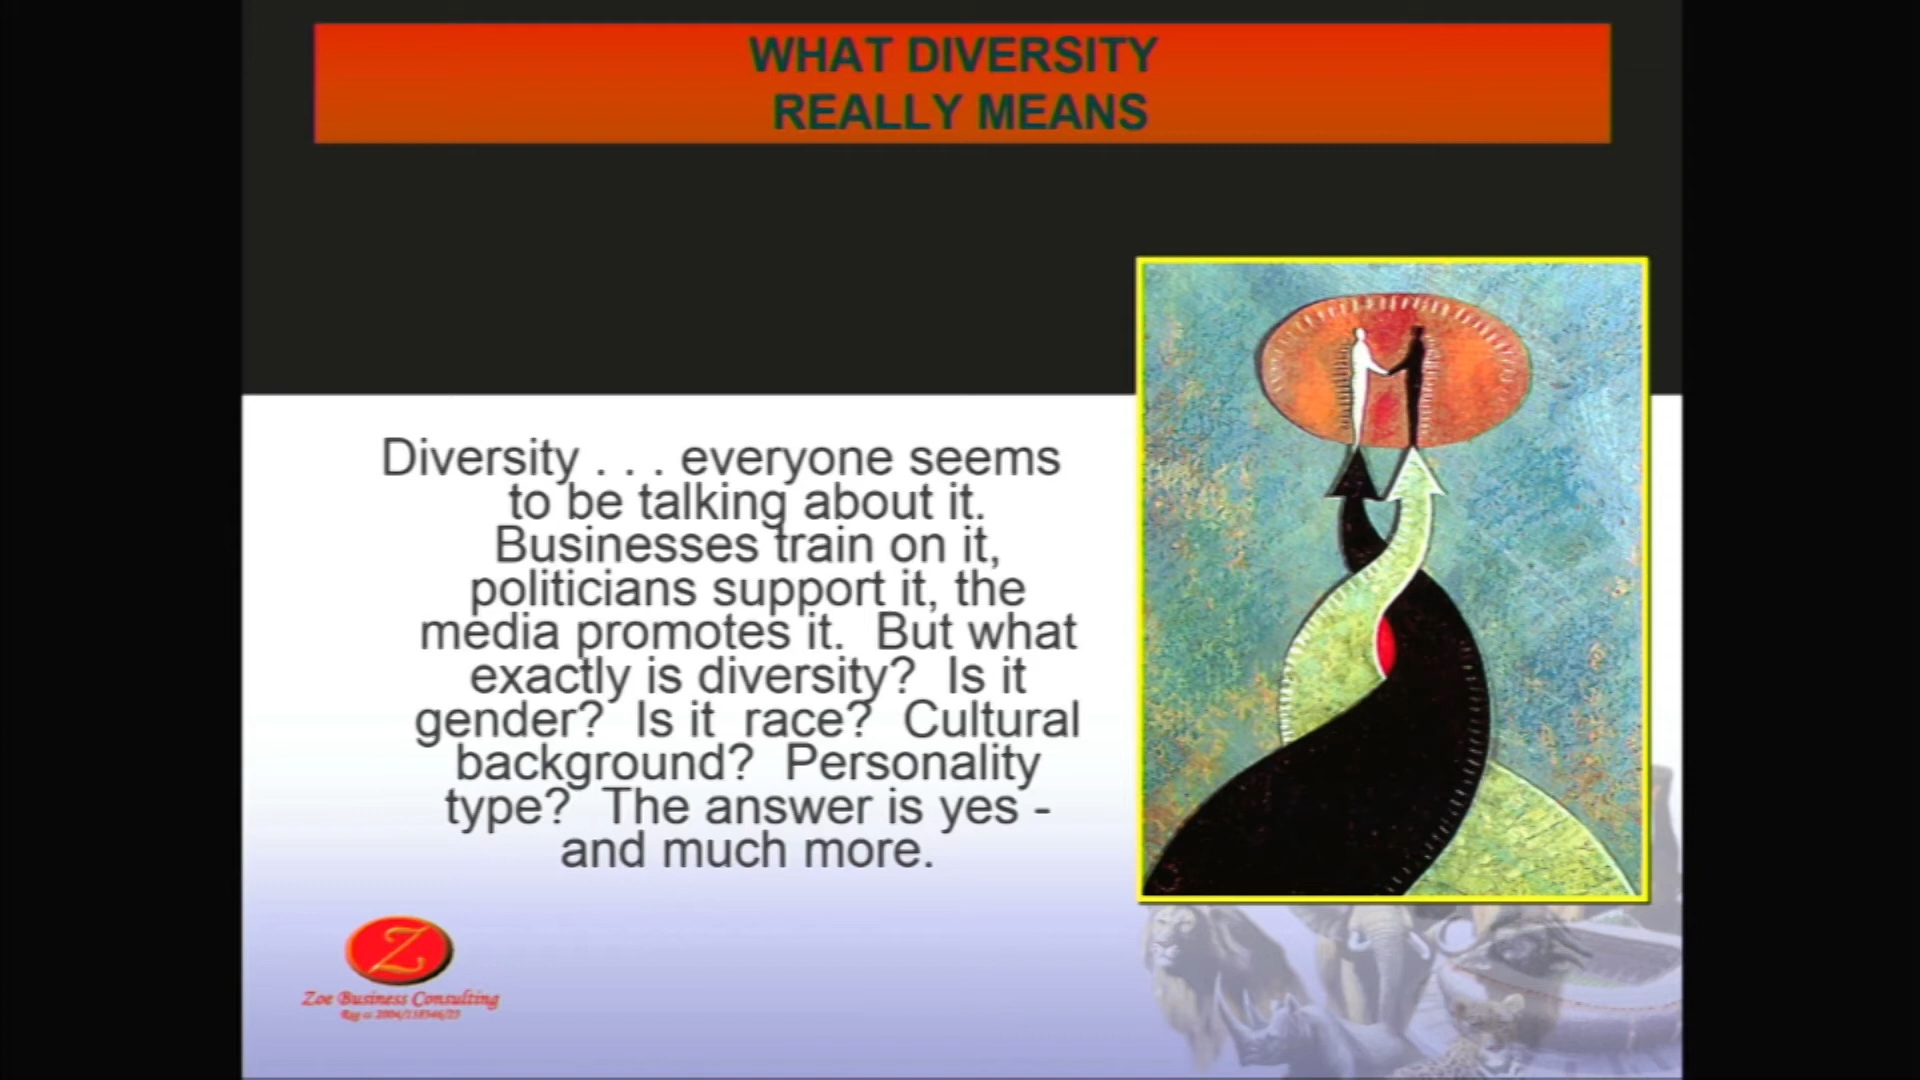 WHAT DIVERSITY
REALLY MEANS
Diversity . . . everyone seems
to be talking about it.
Businesses train on it,
politicians support it, the
media promotes it.  But what
exactly is diversity?  Is it
gender?  Is it  race?  Cultural
background?  Personality
type?  The answer is yes -
and much more.
Z
Zoe Business Consulting